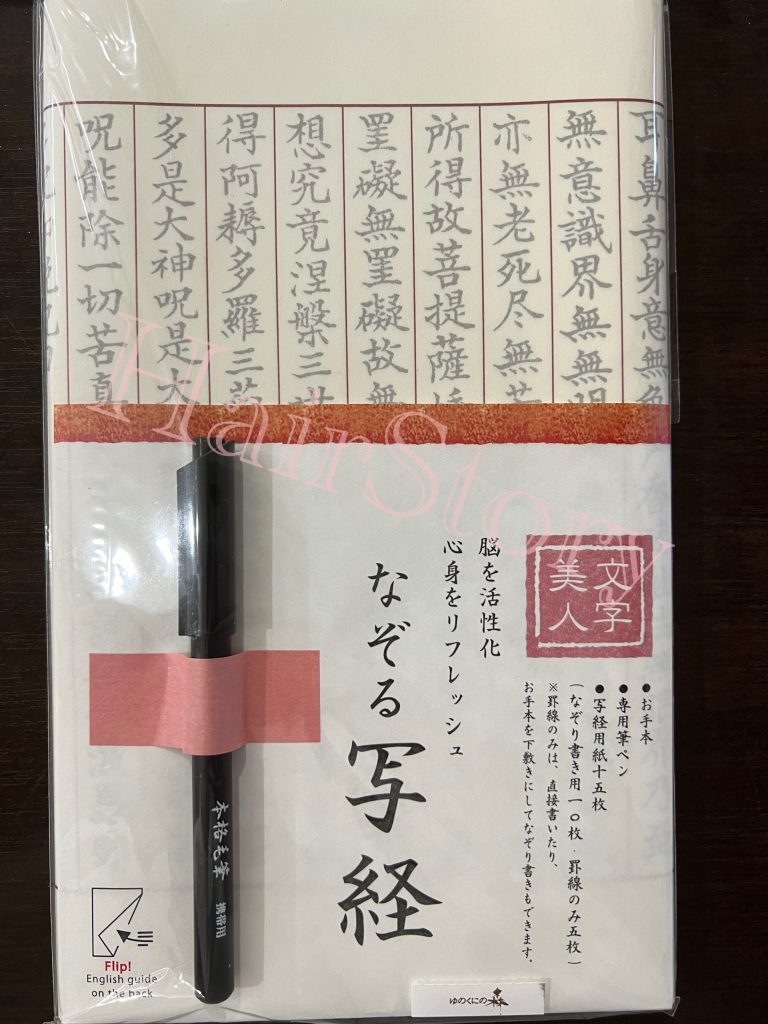 耳鼻舌身意無色
無意識界無無明
亦無老死尽無苦
所得故菩提薩
罣礙無罣礙故無
想究竟涅槃三
得阿耨多羅三
多是大神呪是大
呪能除一切苦真
HairStory
文字
美人
脳を活性化
心身をリフレッシュ
なぞる写経
●お手本
●専用筆ペン
●写経用紙十五枚
(なぞり書き用一〇枚・罫線のみ五枚)
※罫線のみは、直接書いたり、
お手本を下敷きにしてなぞり書きもできます。
本格毛筆 携帯用
Flip!
English guide
on the back
ゆのくにの森